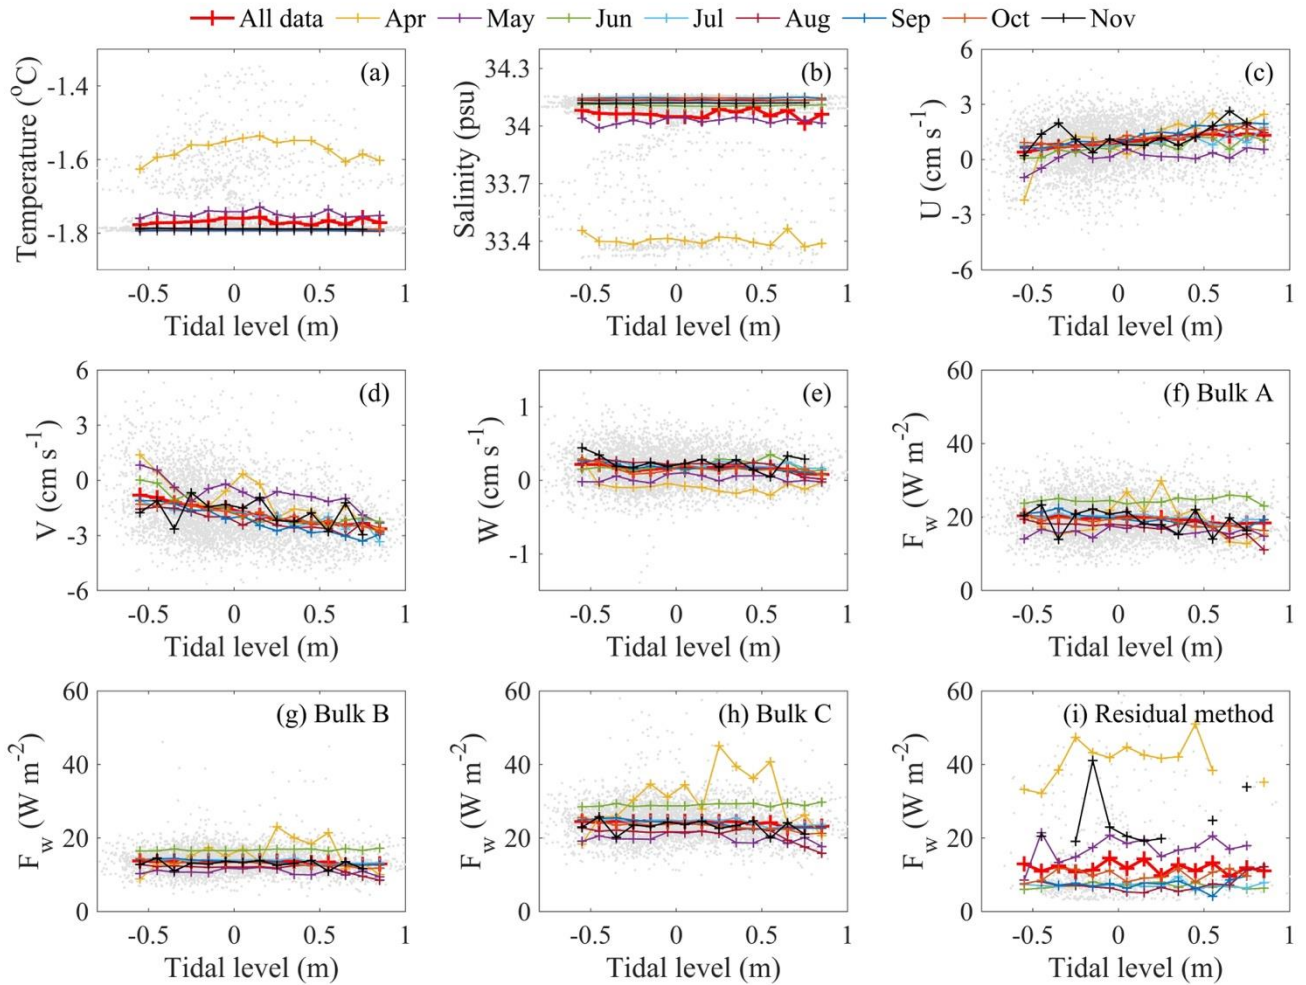 All data Apr May Jun Jul Aug Sep Oct Nov
(a)
Temperature (°C)
-1.4
-1.6
-1.8
-0.5 0 0.5 1
Tidal level (m)
(b)
Salinity (psu)
34.3
34
33.7
33.4
-0.5 0 0.5 1
Tidal level (m)
(c)
U (cm s⁻¹)
6
3
0
-3
-6
-0.5 0 0.5 1
Tidal level (m)
(d)
V (cm s⁻¹)
6
3
0
-3
-6
-0.5 0 0.5 1
Tidal level (m)
(e)
W (cm s⁻¹)
1
0
-1
-0.5 0 0.5 1
Tidal level (m)
(f) Bulk A
F_w (W m⁻²)
60
40
20
0
-0.5 0 0.5 1
Tidal level (m)
(g) Bulk B
F_w (W m⁻²)
60
40
20
0
-0.5 0 0.5 1
Tidal level (m)
(h) Bulk C
F_w (W m⁻²)
60
40
20
0
-0.5 0 0.5 1
Tidal level (m)
(i) Residual method
F_w (W m⁻²)
60
40
20
0
-0.5 0 0.5 1
Tidal level (m)